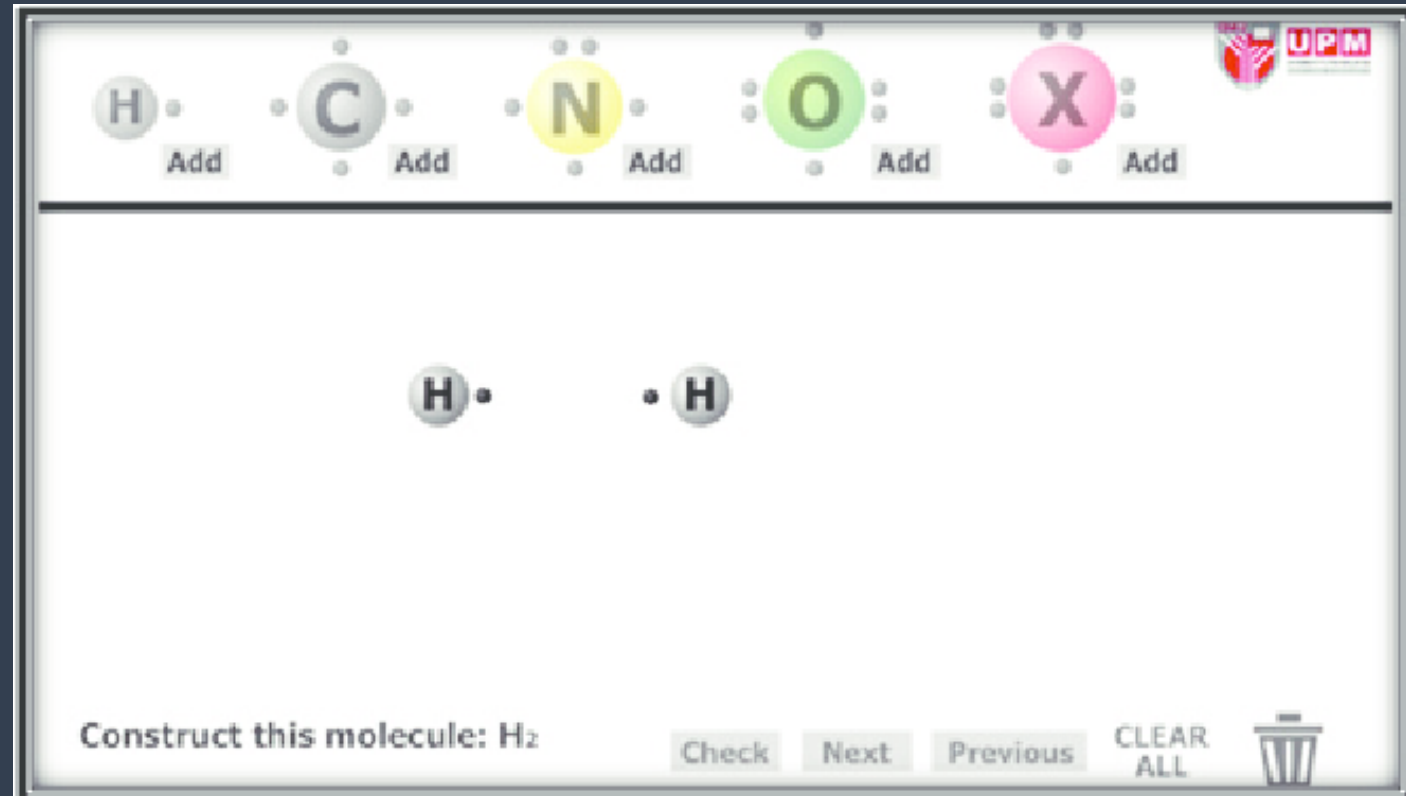 UPM
H C N O X
Add Add Add Add Add
H H
Construct this molecule: H₂
Check Next Previous CLEAR ALL